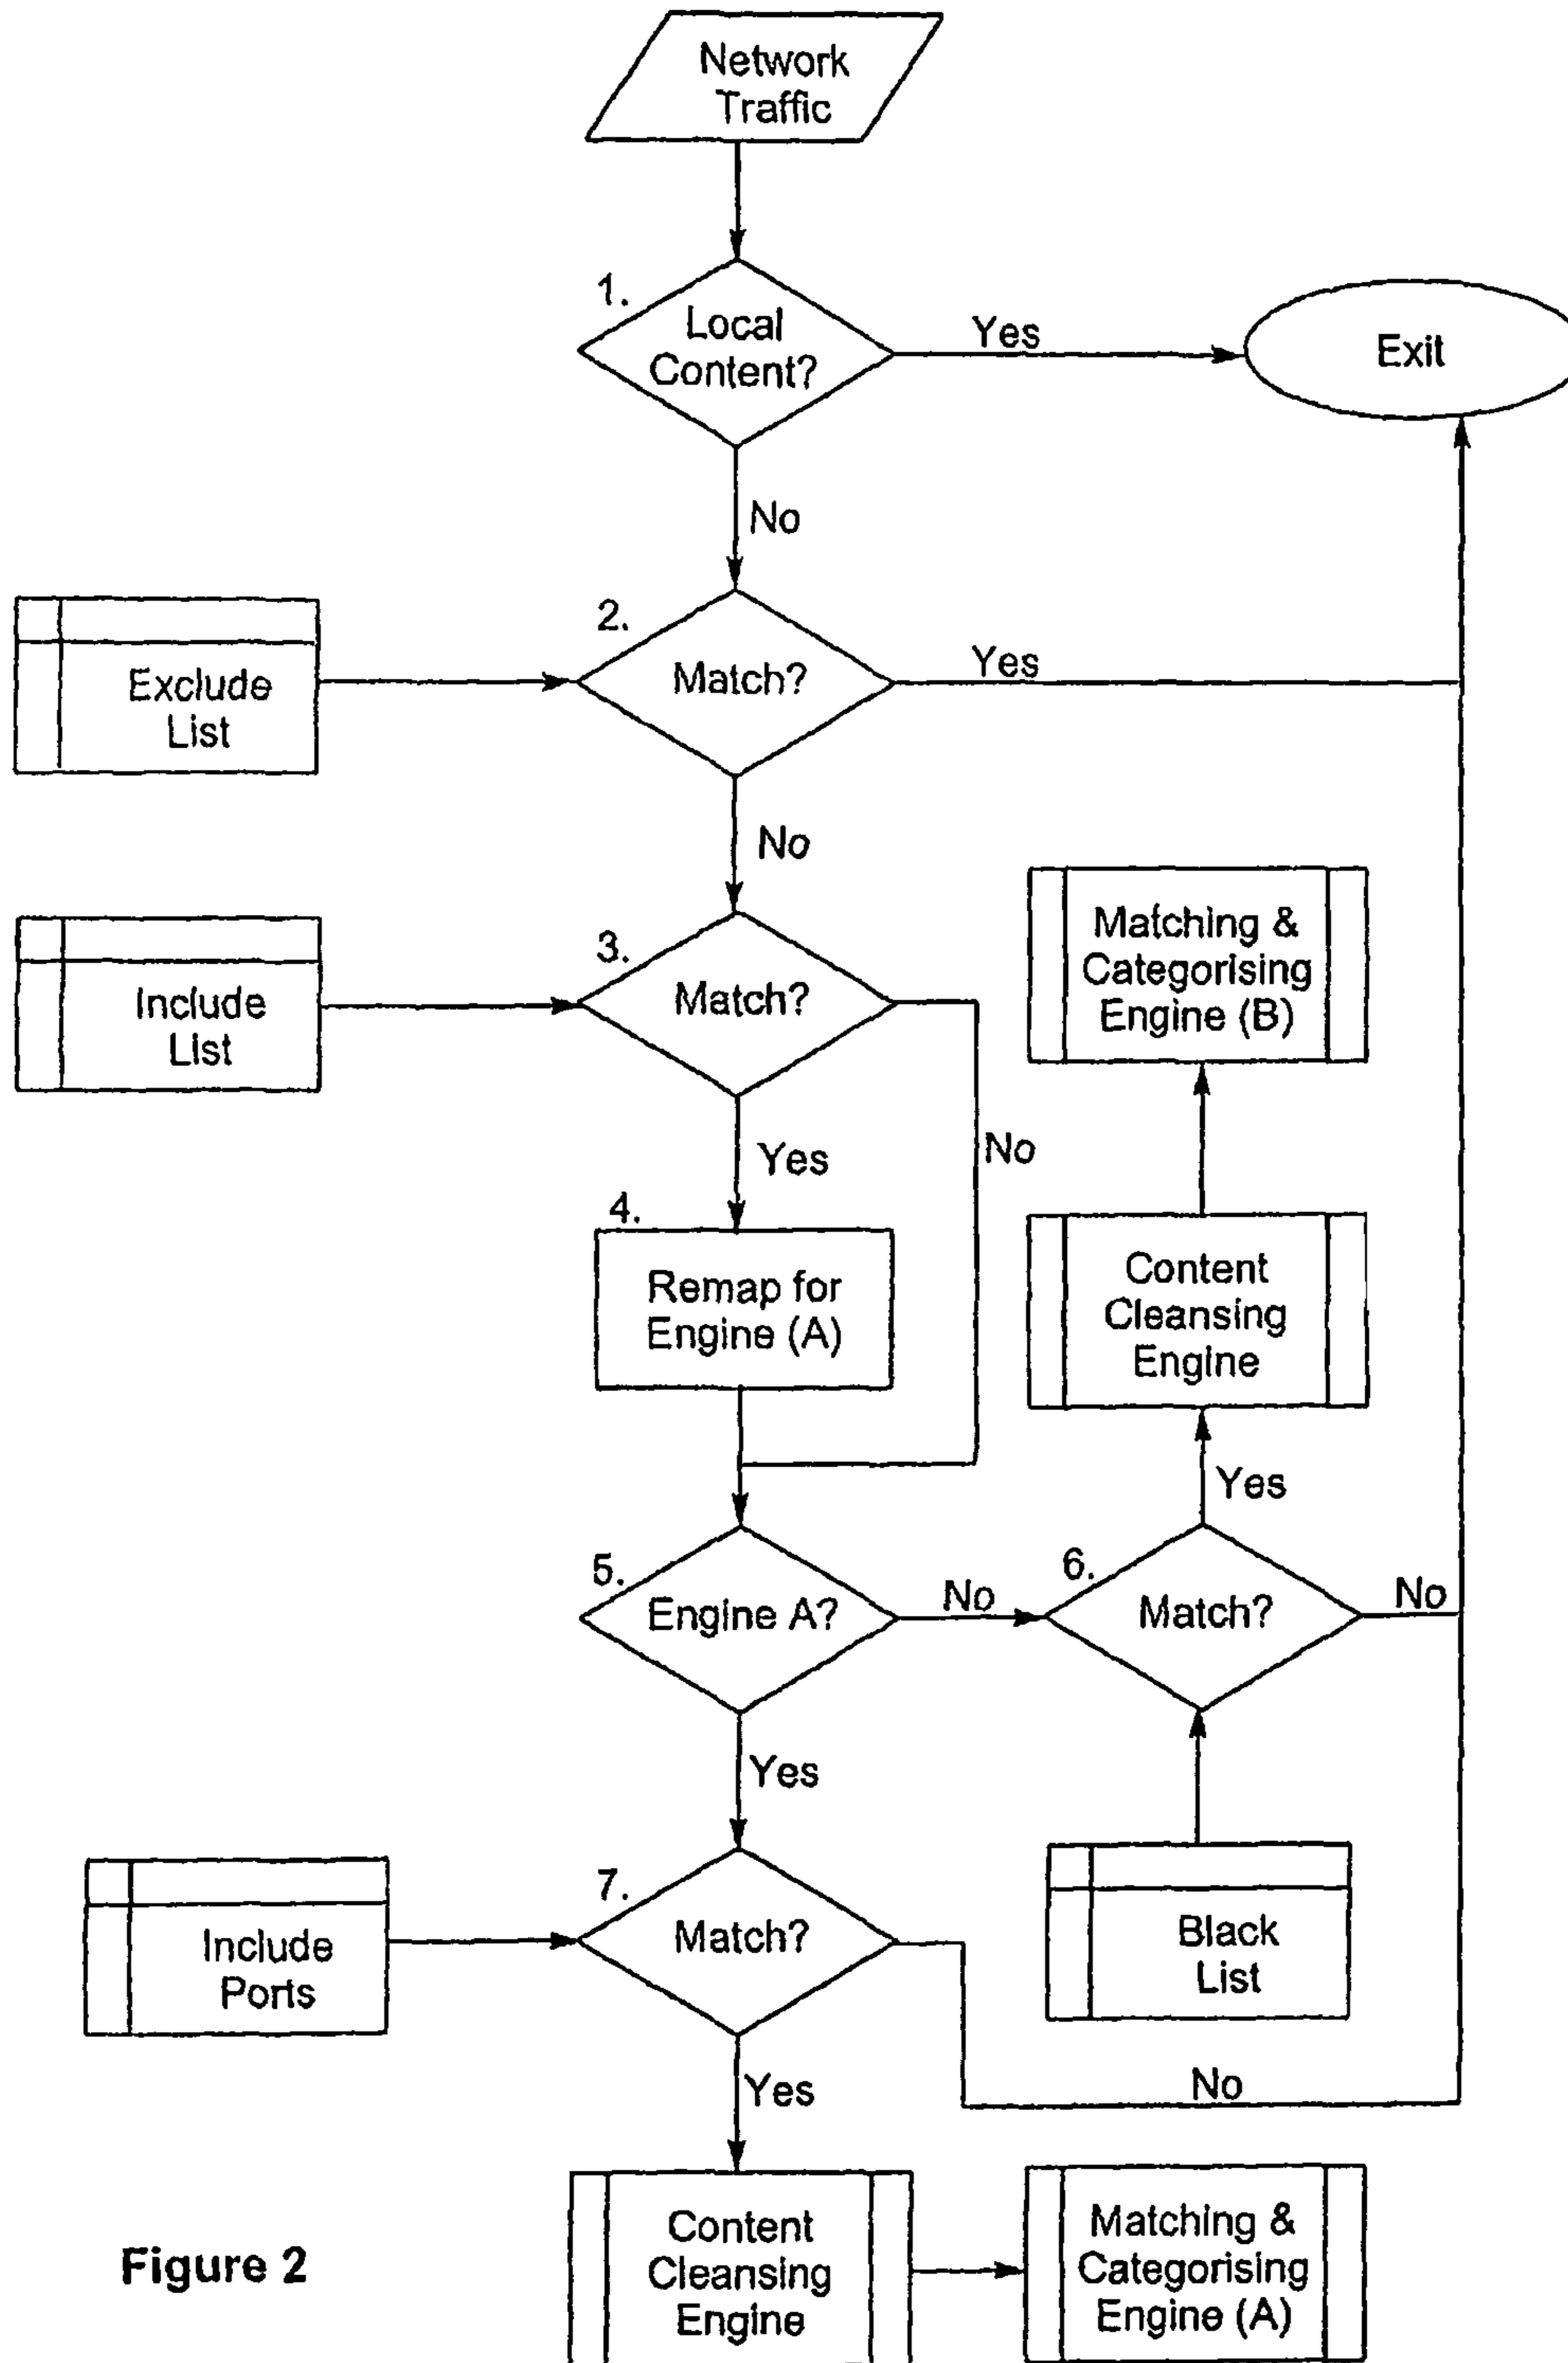 Network
Traffic
1.
Local
Content?
Yes
Exit
No
Exclude
List
2.
Match?
Yes
No
Include
List
3.
Match?
No
Yes
Matching &
Categorising
Engine (B)
4.
Remap for
Engine (A)
Content
Cleansing
Engine
Yes
5.
Engine A?
No
6.
Match?
No
Yes
Black
List
Include
Ports
7.
Match?
No
Yes
Content
Cleansing
Engine
Matching &
Categorising
Engine (A)
Figure 2